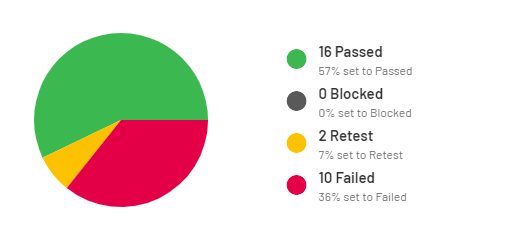 16 Passed
57% set to Passed
0 Blocked
0% set to Blocked
2 Retest
7% set to Retest
10 Failed
36% set to Failed